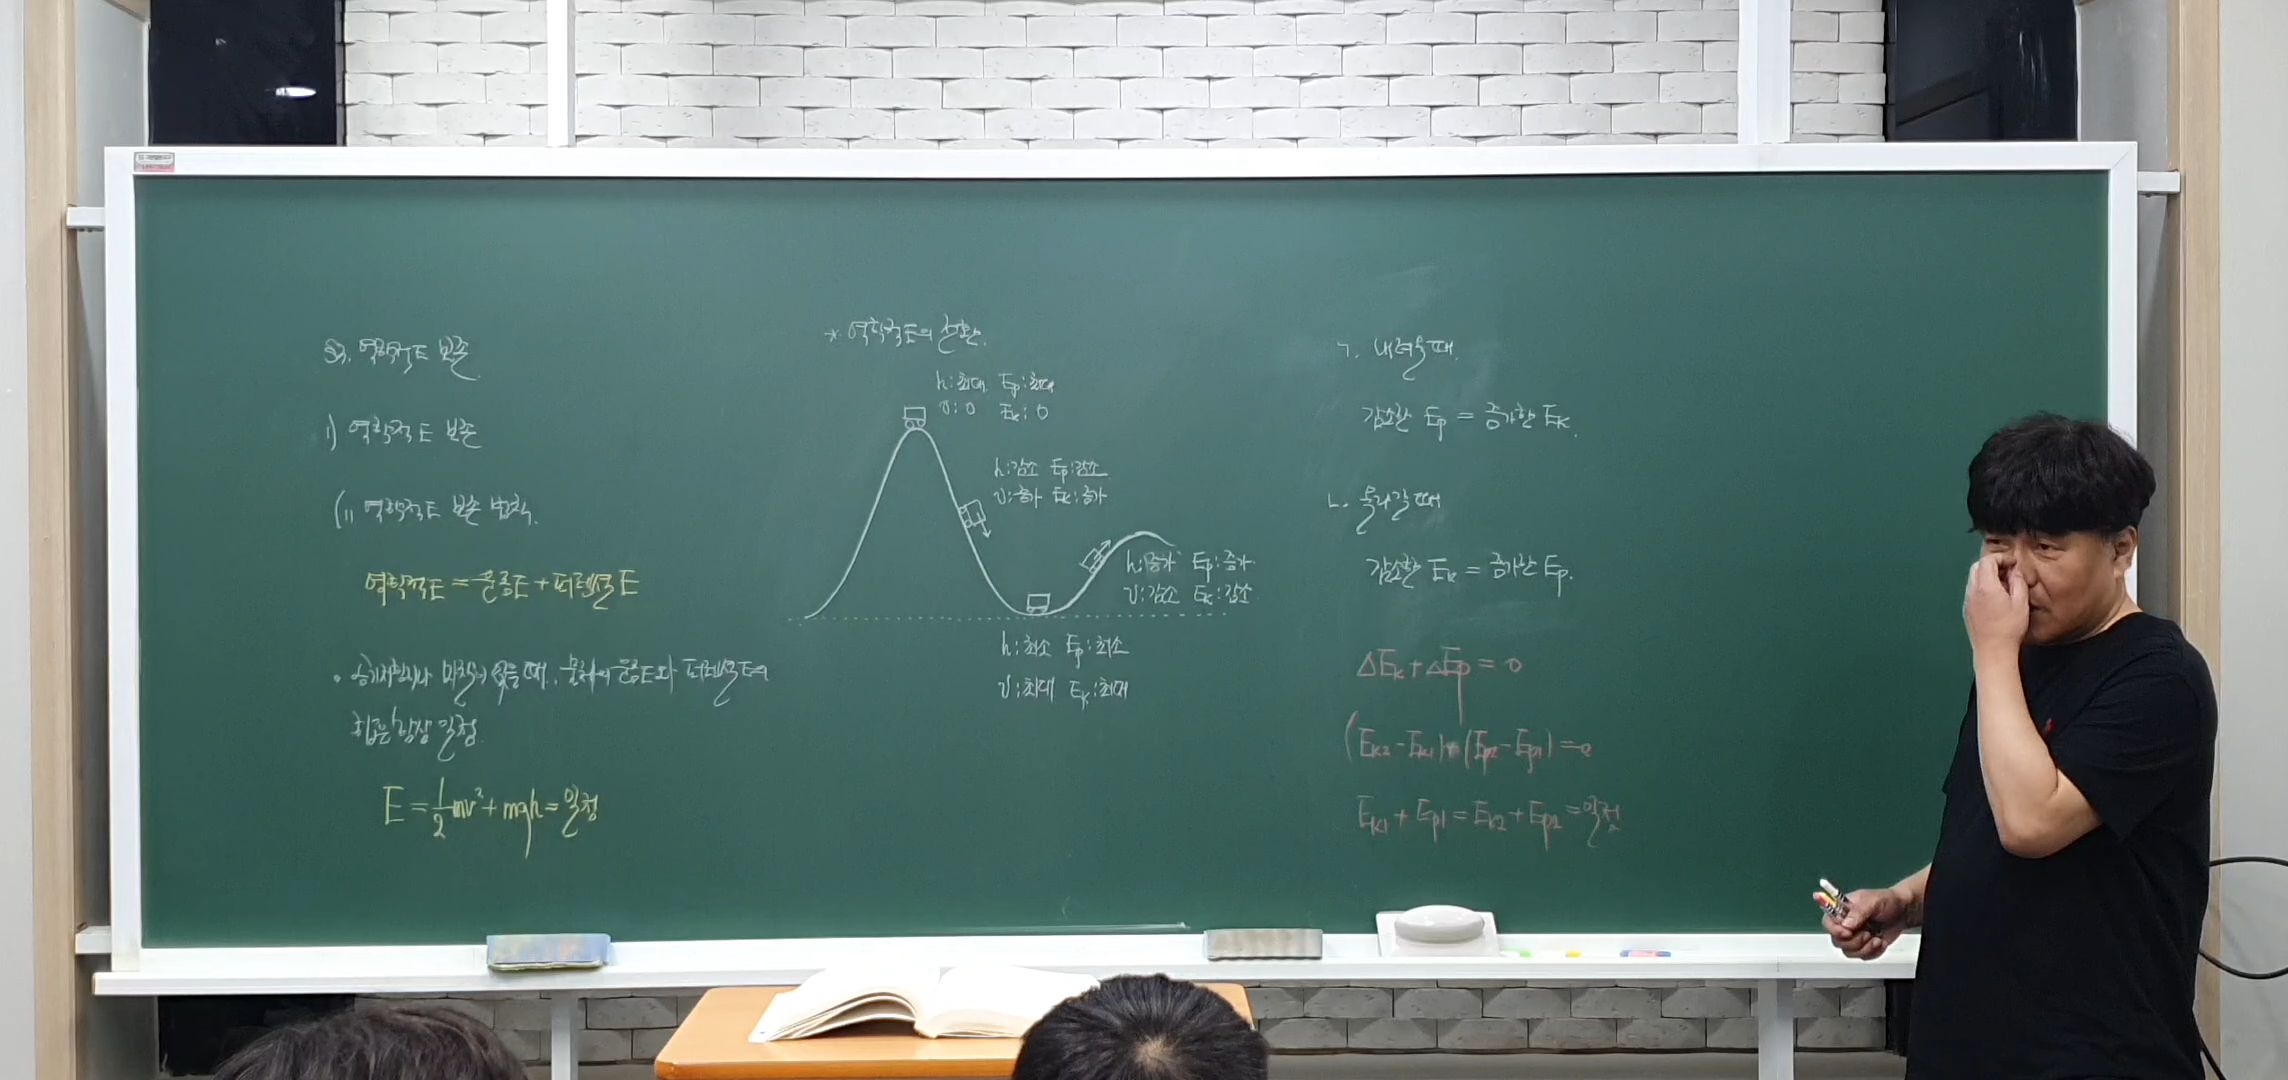 역학적E 보존
1) 역학적E 보존
(1) 역학적E 보존 법칙.
역학적E = 운동E + 퍼텐셜E
• 공기저항이나 마찰이 없을 때, 물체의 운동E와 퍼텐셜E의
합은 항상 일정.
E = 1/2 mv² + mgh = 일정
* 역학적E의 전환.
h : 최대 Ep : 최대
v : 0 Ek : 0
h : 감소 Ep : 감소
v : 증가 Ek : 증가
h : 증가 Ep : 증가
v : 감소 Ek : 감소
h : 최소 Ep : 최소
v : 최대 Ek : 최대
ㄱ. 내려올 때.
감소한 Ep = 증가한 Ek.
ㄴ. 올라갈 때
감소한 Ek = 증가한 Ep.
ΔEk + ΔEp = 0
(Ek2 - Ek1) + (Ep2 - Ep1) = 0
Ek1 + Ep1 = Ek2 + Ep2 = 일정